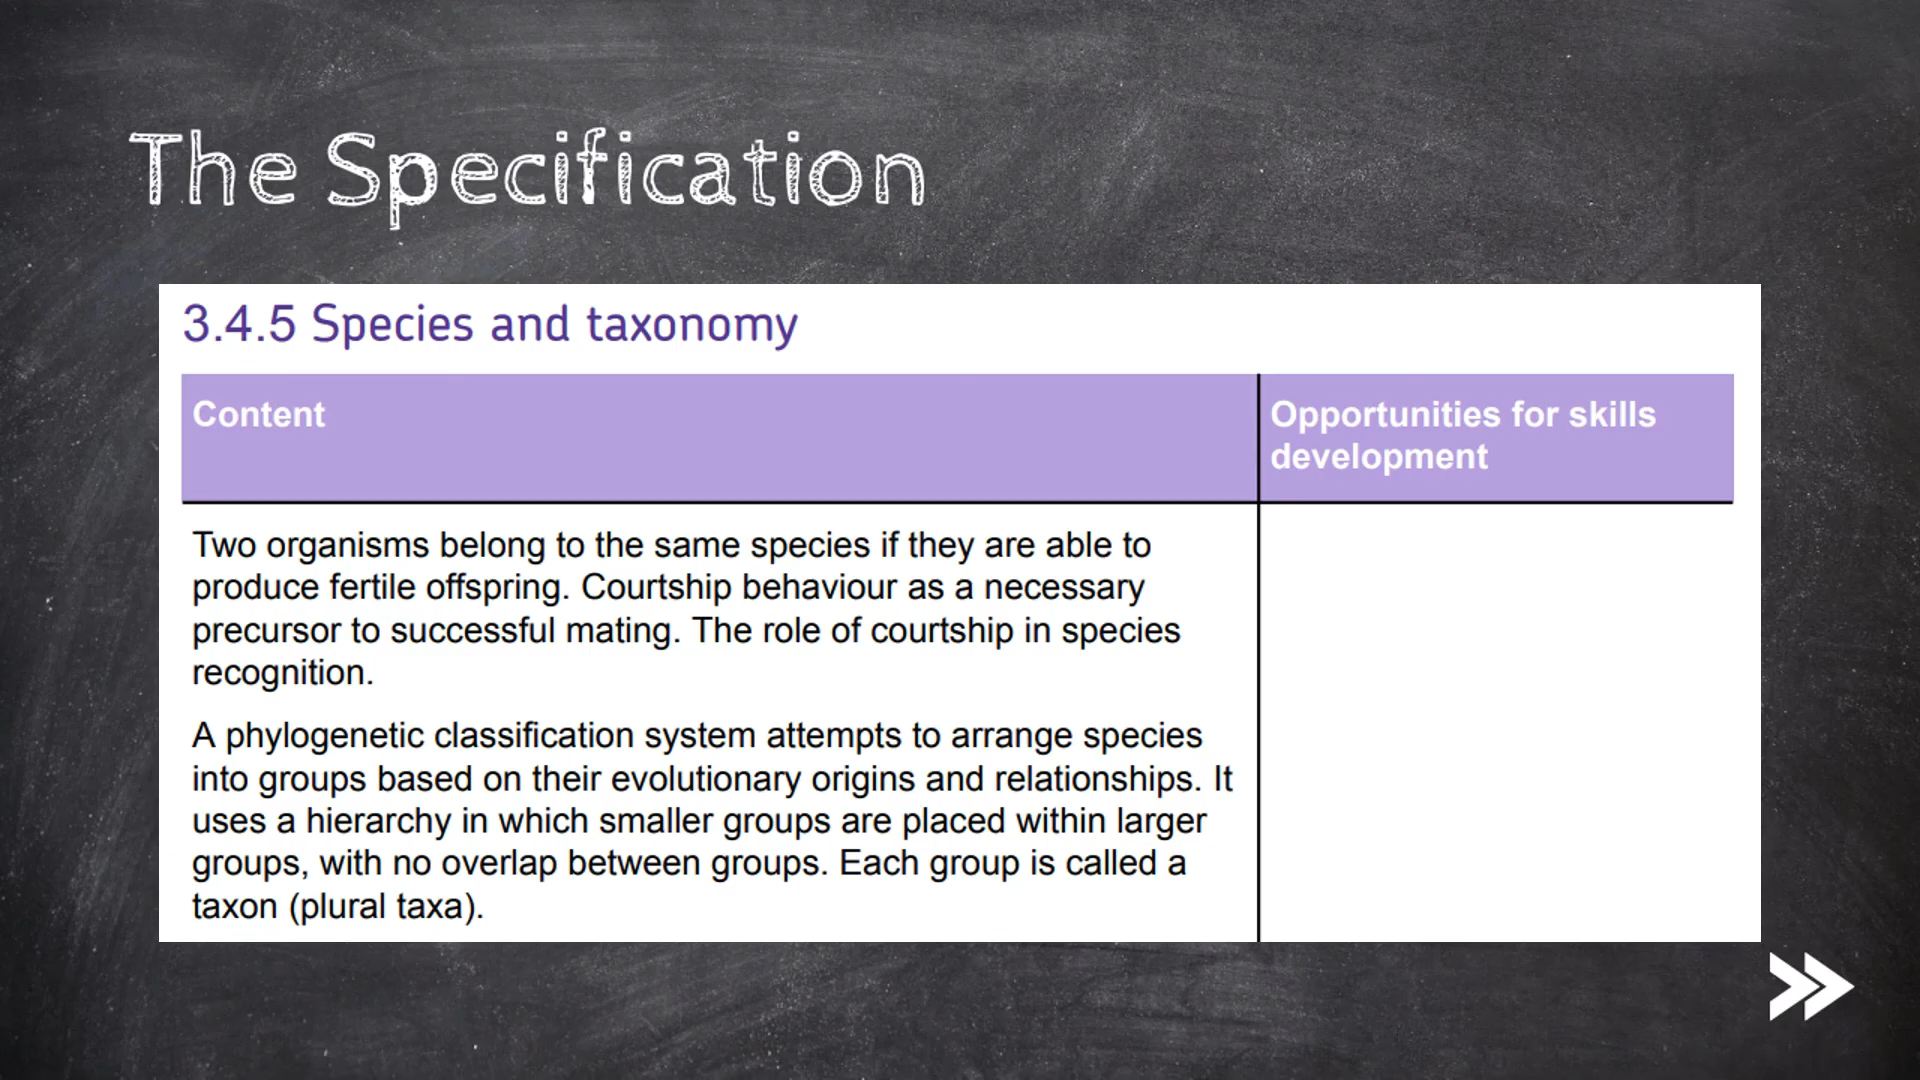 The Specification
3.4.5 Species and taxonomy
Content
Opportunities for skills
development
Two organisms belong to the same species if they are able to
produce fertile offspring. Courtship behaviour as a necessary
precursor to successful mating. The role of courtship in species
recognition.
A phylogenetic classification system attempts to arrange species
into groups based on their evolutionary origins and relationships. It
uses a hierarchy in which smaller groups are placed within larger
groups, with no overlap between groups. Each group is called a
taxon (plural taxa).